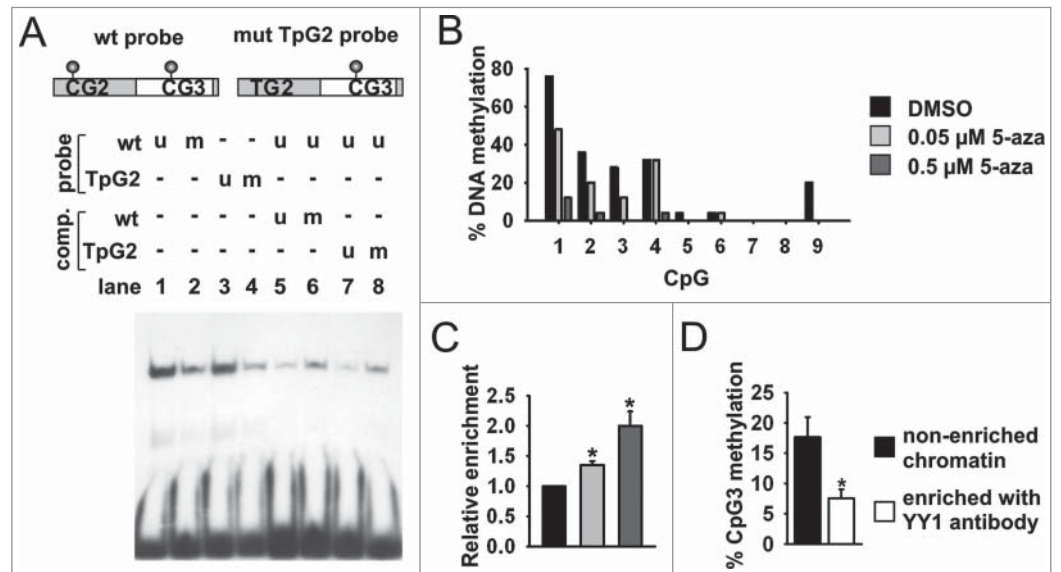 A
wt probe mut TpG2 probe
CG2 CG3 TG2 CG3
probe
wt u m - - u u u u
TpG2 - - u m - - - -
comp.
wt - - - - u m - -
TpG2 - - - - - - u m
lane 1 2 3 4 5 6 7 8
B
% DNA methylation
80
60
40
20
0
1 2 3 4 5 6 7 8 9
CpG
DMSO
0.05 µM 5-aza
0.5 µM 5-aza
C
Relative enrichment
2.5
2.0
1.5
1.0
0.5
0.0
* *
D
% CpG3 methylation
25
20
15
10
5
0
*
non-enriched
chromatin
enriched with
YY1 antibody